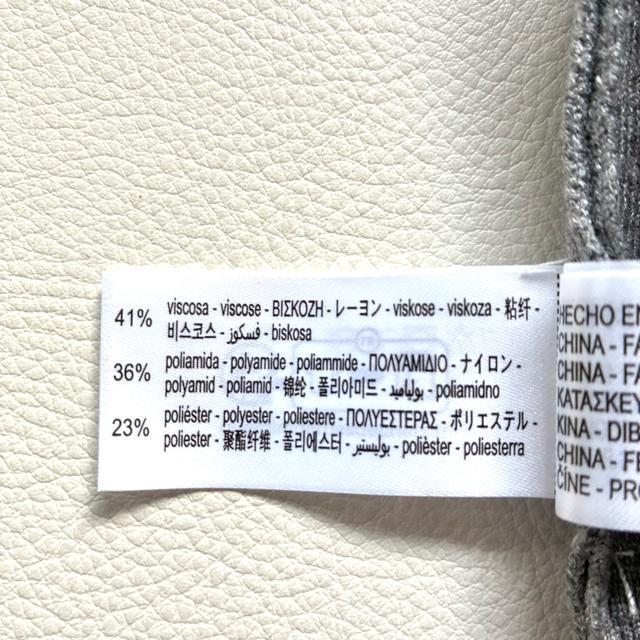 41% viscosa - viscose - ΒΙΣΚΟΖΗ - レーヨン - viskose - viskoza - 粘纤 -
비스코스 - فسكوز - biskosa
36% poliamida - polyamide - poliammide - ΠΟΛΥΑΜΙΔΙΟ - ナイロン -
polyamid - poliamid - 锦纶 - 폴리아미드 - بولياميد - poliamidno
23% poliéster - polyester - poliestere - ΠΟΛΥΕΣΤΕΡΑΣ - ポリエステル -
poliester - 聚酯纤维 - 폴리에스터 - بوليستير - polièster - poliesterra
HECHO EN
CHINA - FA
CHINA - FA
ΚΑΤΑΣΚΕΥ
KINA - DIB
CHINA - FE
ČÍNE - PRO